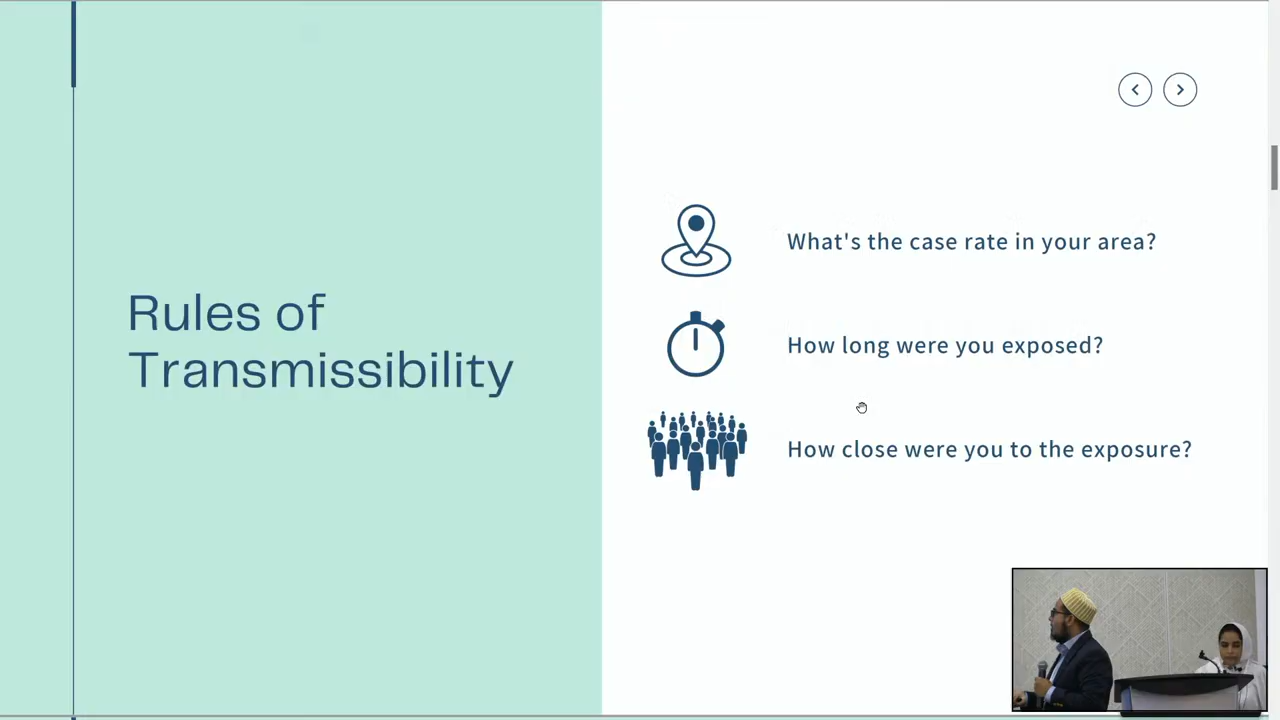 Rules of
Transmissibility
What's the case rate in your area?
How long were you exposed?
How close were you to the exposure?